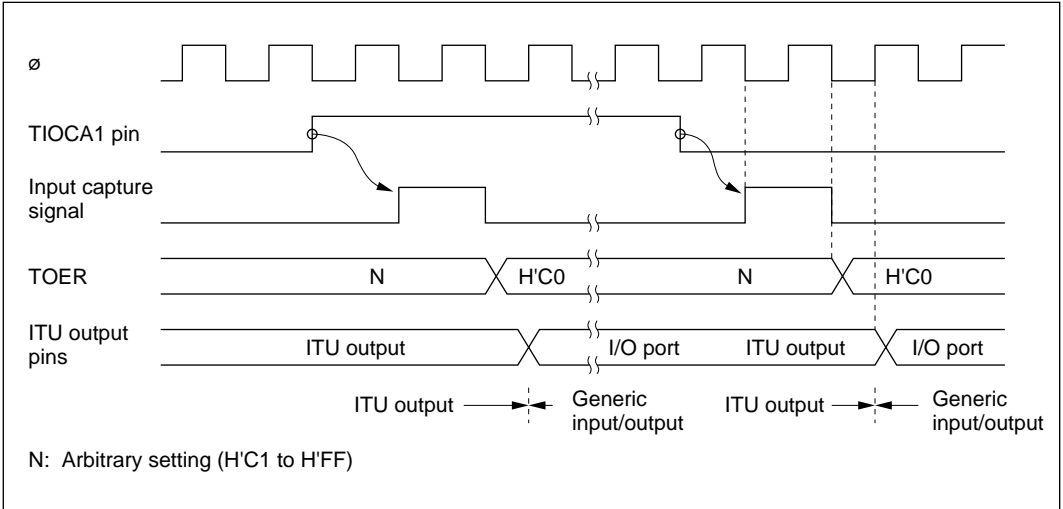 ø
TIOCA1 pin
Input capture
signal
TOER
N
H'C0
N
H'C0
ITU output
pins
ITU output
I/O port
ITU output
I/O port
ITU output
Generic
input/output
ITU output
Generic
input/output
N: Arbitrary setting (H'C1 to H'FF)